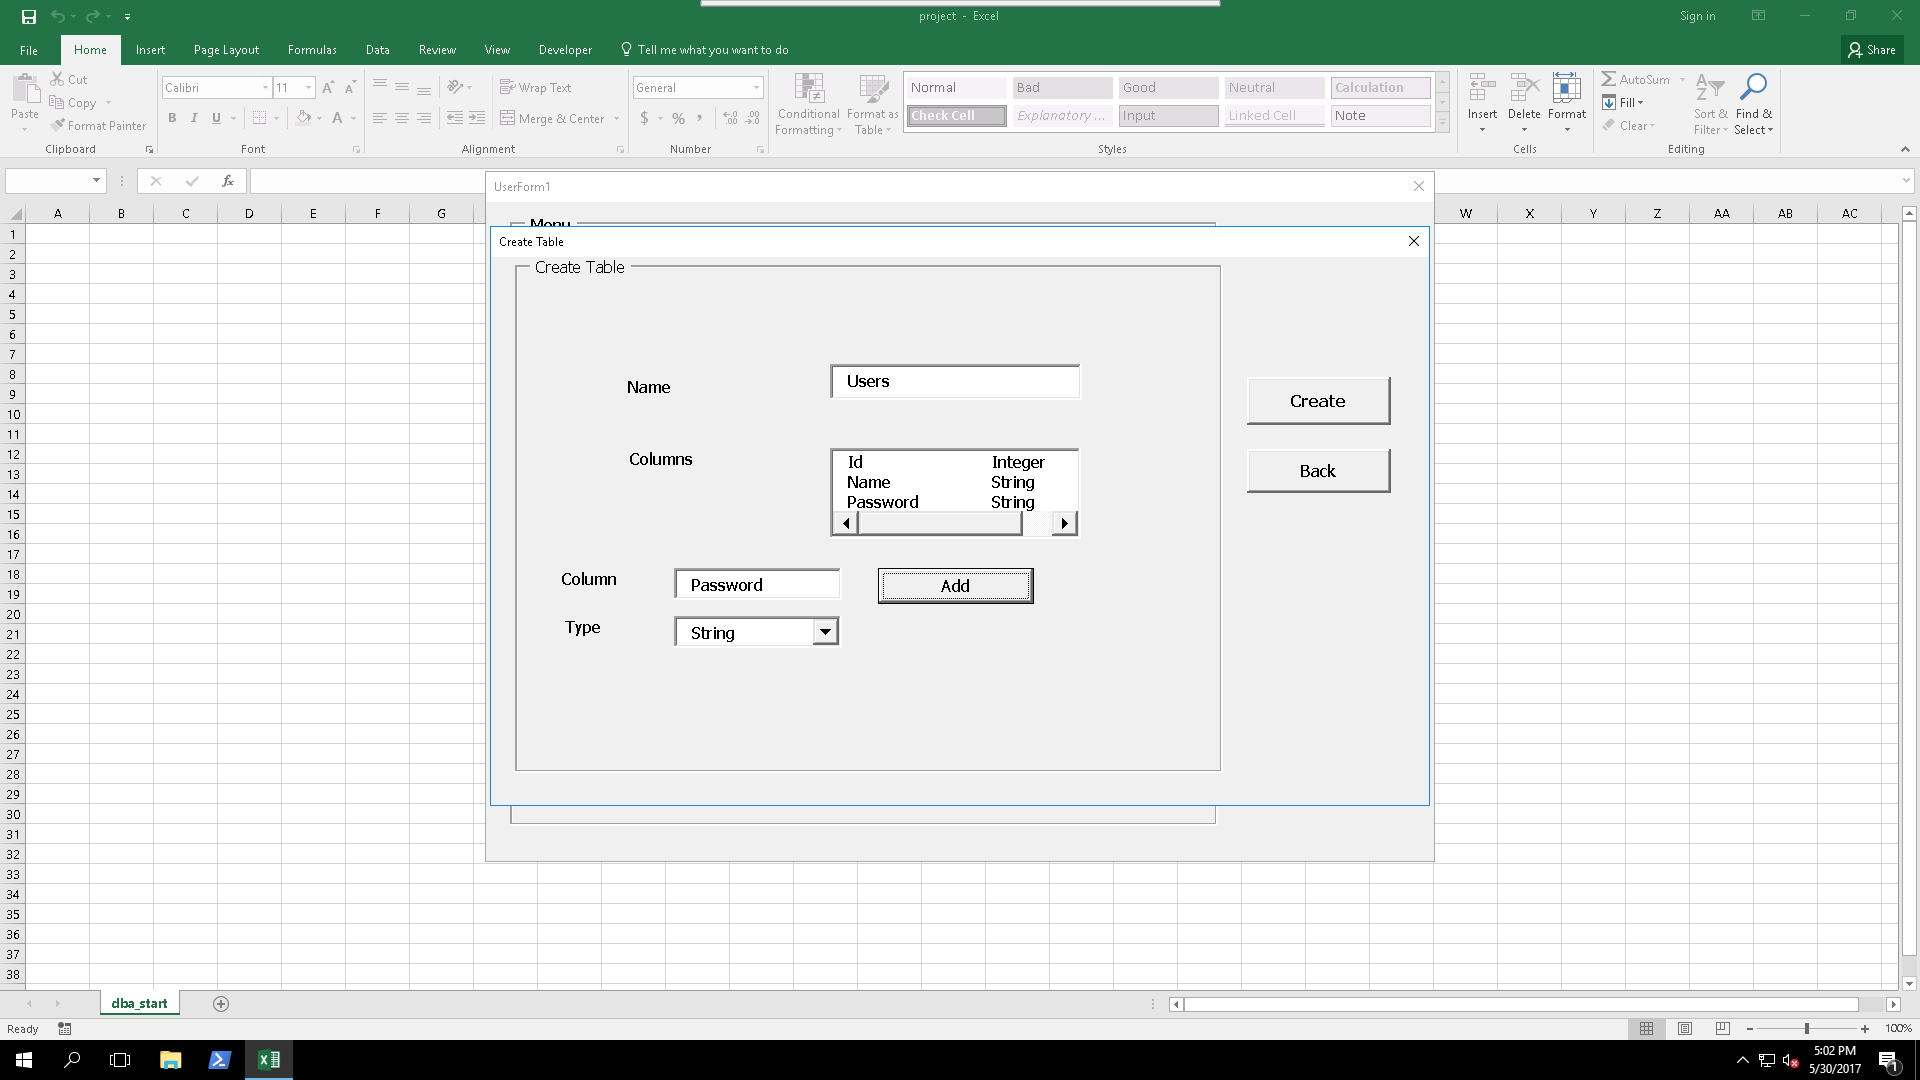 project - Excel
Sign in
File Home Insert Page Layout Formulas Data Review View Developer Tell me what you want to do Share
Paste Cut Copy Format Painter Clipboard
Calibri 11 A A B I U A Font
Wrap Text Merge & Center Alignment
General $ % , Number
Conditional Formatting Format as Table
Normal Bad Good Neutral Calculation
Check Cell Explanatory ... Input Linked Cell Note
Styles
Insert Delete Format Cells
AutoSum Fill Clear Sort & Filter Find & Select Editing
fx
UserForm1
A B C D E F G W X Y Z AA AB AC
Menu
Create Table
Create Table
Name Users
Create
Columns
Id Integer
Name String
Password String
Back
Column Password Add
Type String
1
2
3
4
5
6
7
8
9
10
11
12
13
14
15
16
17
18
19
20
21
22
23
24
25
26
27
28
29
30
31
32
33
34
35
36
37
38
dba_start
Ready
100%
5:02 PM
5/30/2017
1